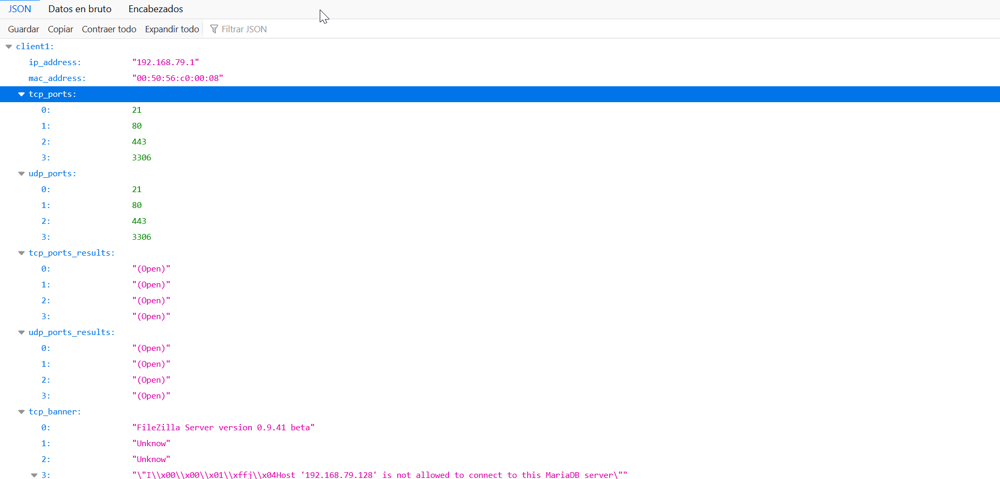 JSON Datos en bruto Encabezados
Guardar Copiar Contraer todo Expandir todo Filtrar JSON
client1:
ip_address: "192.168.79.1"
mac_address: "00:50:56:c0:00:08"
tcp_ports:
0: 21
1: 80
2: 443
3: 3306
udp_ports:
0: 21
1: 80
2: 443
3: 3306
tcp_ports_results:
0: "(Open)"
1: "(Open)"
2: "(Open)"
3: "(Open)"
udp_ports_results:
0: "(Open)"
1: "(Open)"
2: "(Open)"
3: "(Open)"
tcp_banner:
0: "FileZilla Server version 0.9.41 beta"
1: "Unknow"
2: "Unknow"
3: "\"I\\x00\\x00\\x01\\xffj\\x04Host '192.168.79.128' is not allowed to connect to this MariaDB server\""